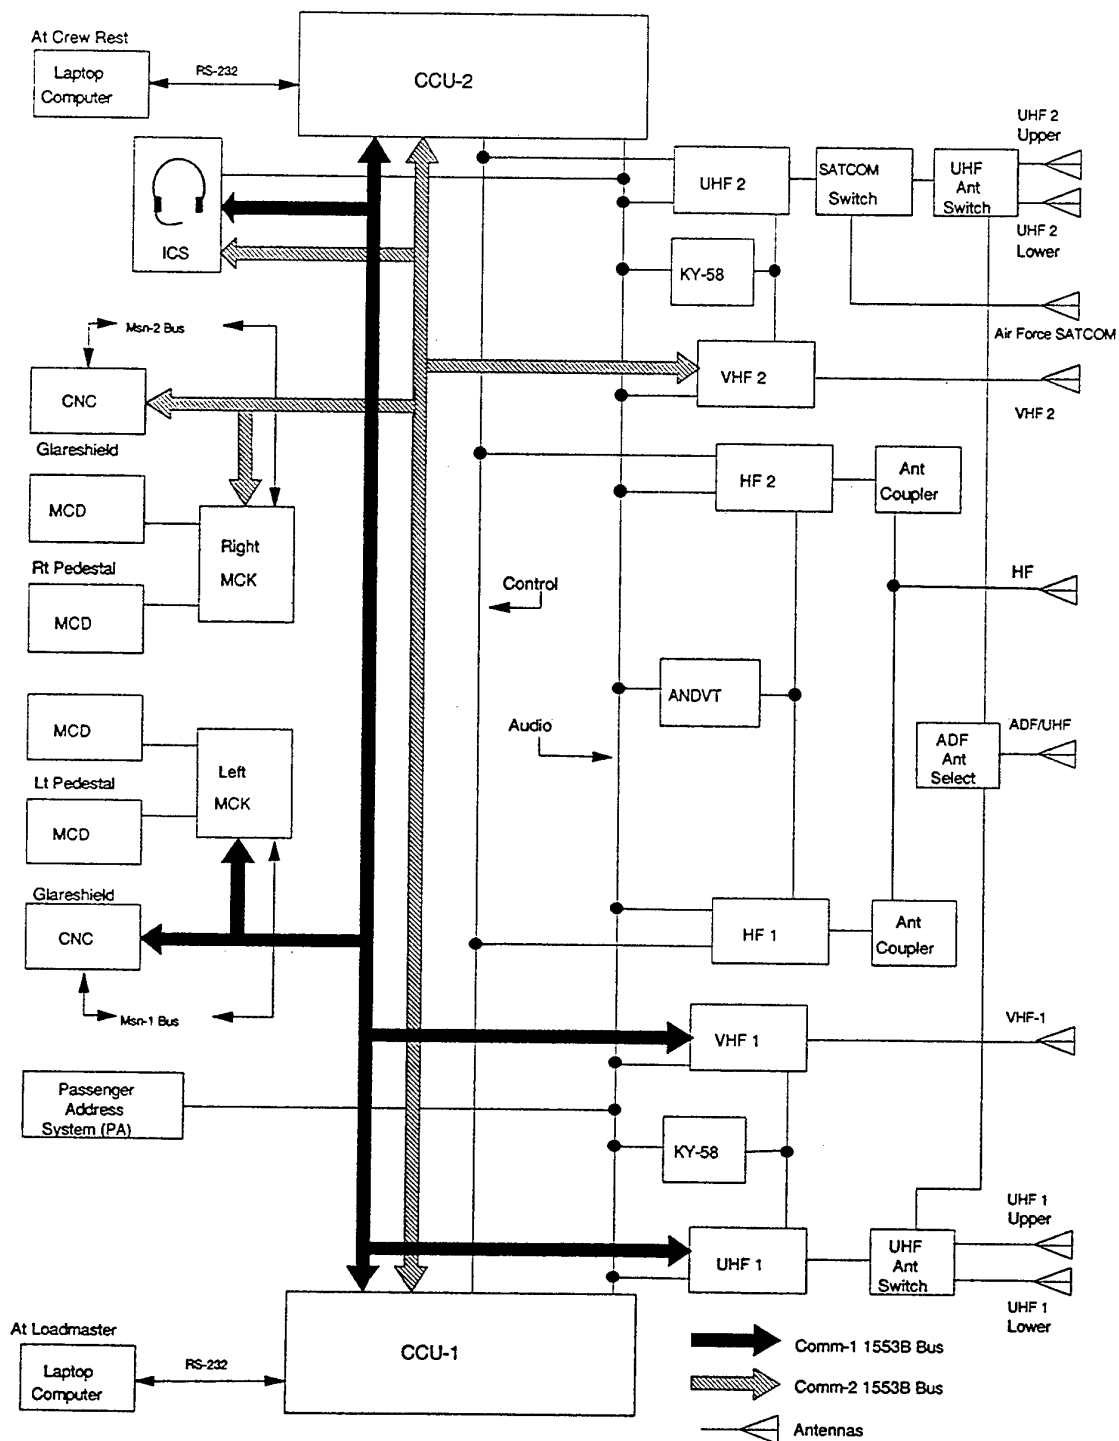 At Crew Rest
Laptop
Computer
RS-232
CCU-2
ICS
UHF 2
SATCOM
Switch
UHF
Ant
Switch
UHF 2
Upper
UHF 2
Lower
KY-58
Air Force SATCOM
Msn-2 Bus
CNC
Glareshield
VHF 2
VHF 2
MCD
Rt Pedestal
MCD
Right
MCK
HF 2
Ant
Coupler
HF
Control
ANDVT
Audio
MCD
Lt Pedestal
MCD
Left
MCK
ADF
Ant
Select
ADF/UHF
Glareshield
CNC
Msn-1 Bus
HF 1
Ant
Coupler
VHF 1
VHF-1
Passenger
Address
System (PA)
KY-58
UHF 1
UHF
Ant
Switch
UHF 1
Upper
UHF 1
Lower
At Loadmaster
Laptop
Computer
RS-232
CCU-1
Comm-1 1553B Bus
Comm-2 1553B Bus
Antennas